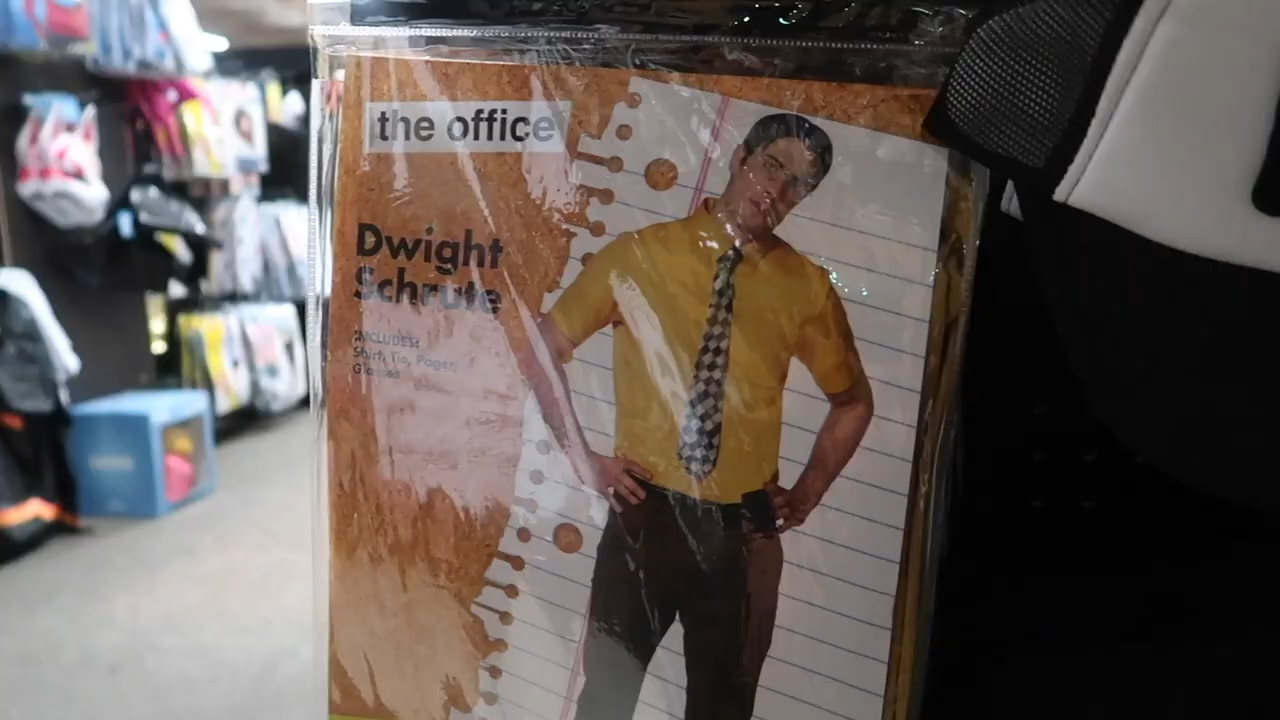 the office
Dwight
Schrute
INCLUDES:
Shirt, Tie, Pager,
Glasses